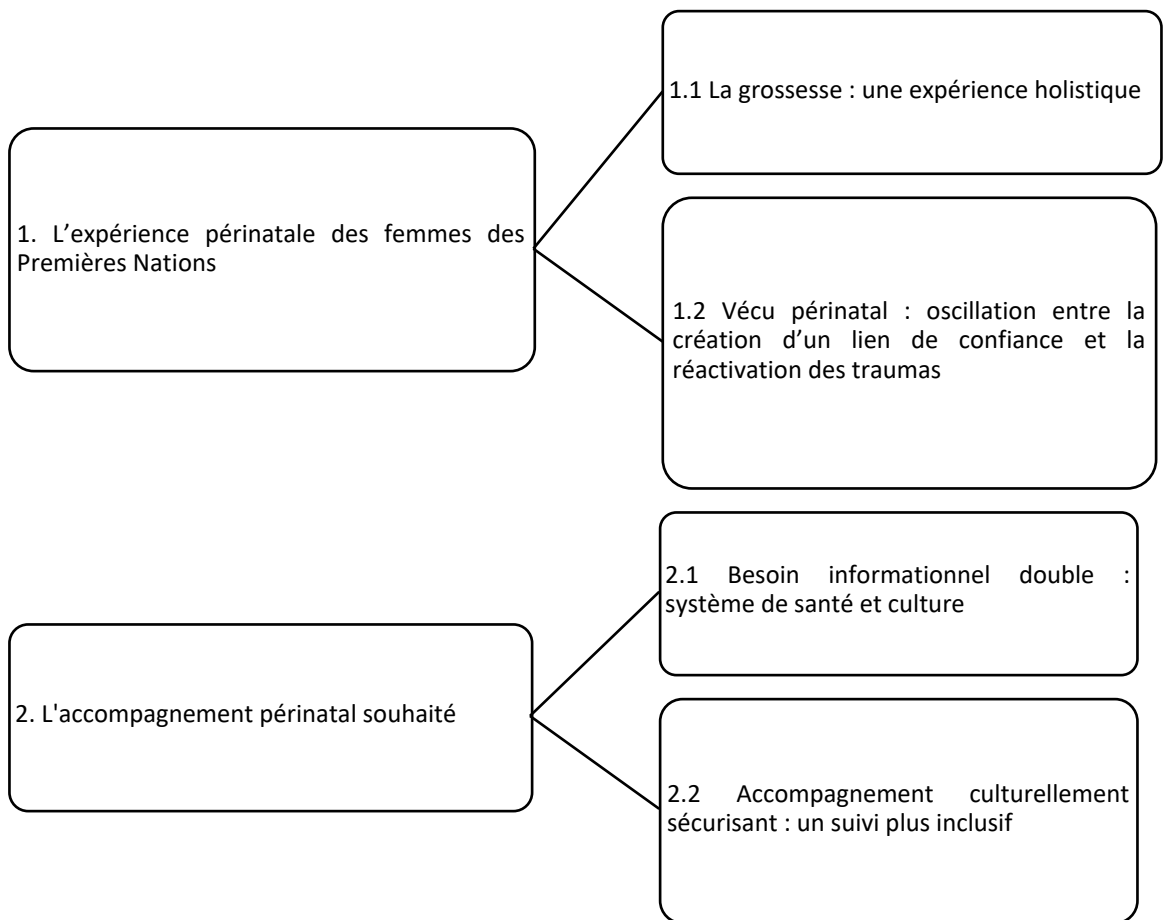 1. L’expérience périnatale des femmes des
Premières Nations
1.1 La grossesse : une expérience holistique
1.2 Vécu périnatal : oscillation entre la
création d’un lien de confiance et la
réactivation des traumas
2. L'accompagnement périnatal souhaité
2.1 Besoin informationnel double :
système de santé et culture
2.2 Accompagnement culturellement
sécurisant : un suivi plus inclusif